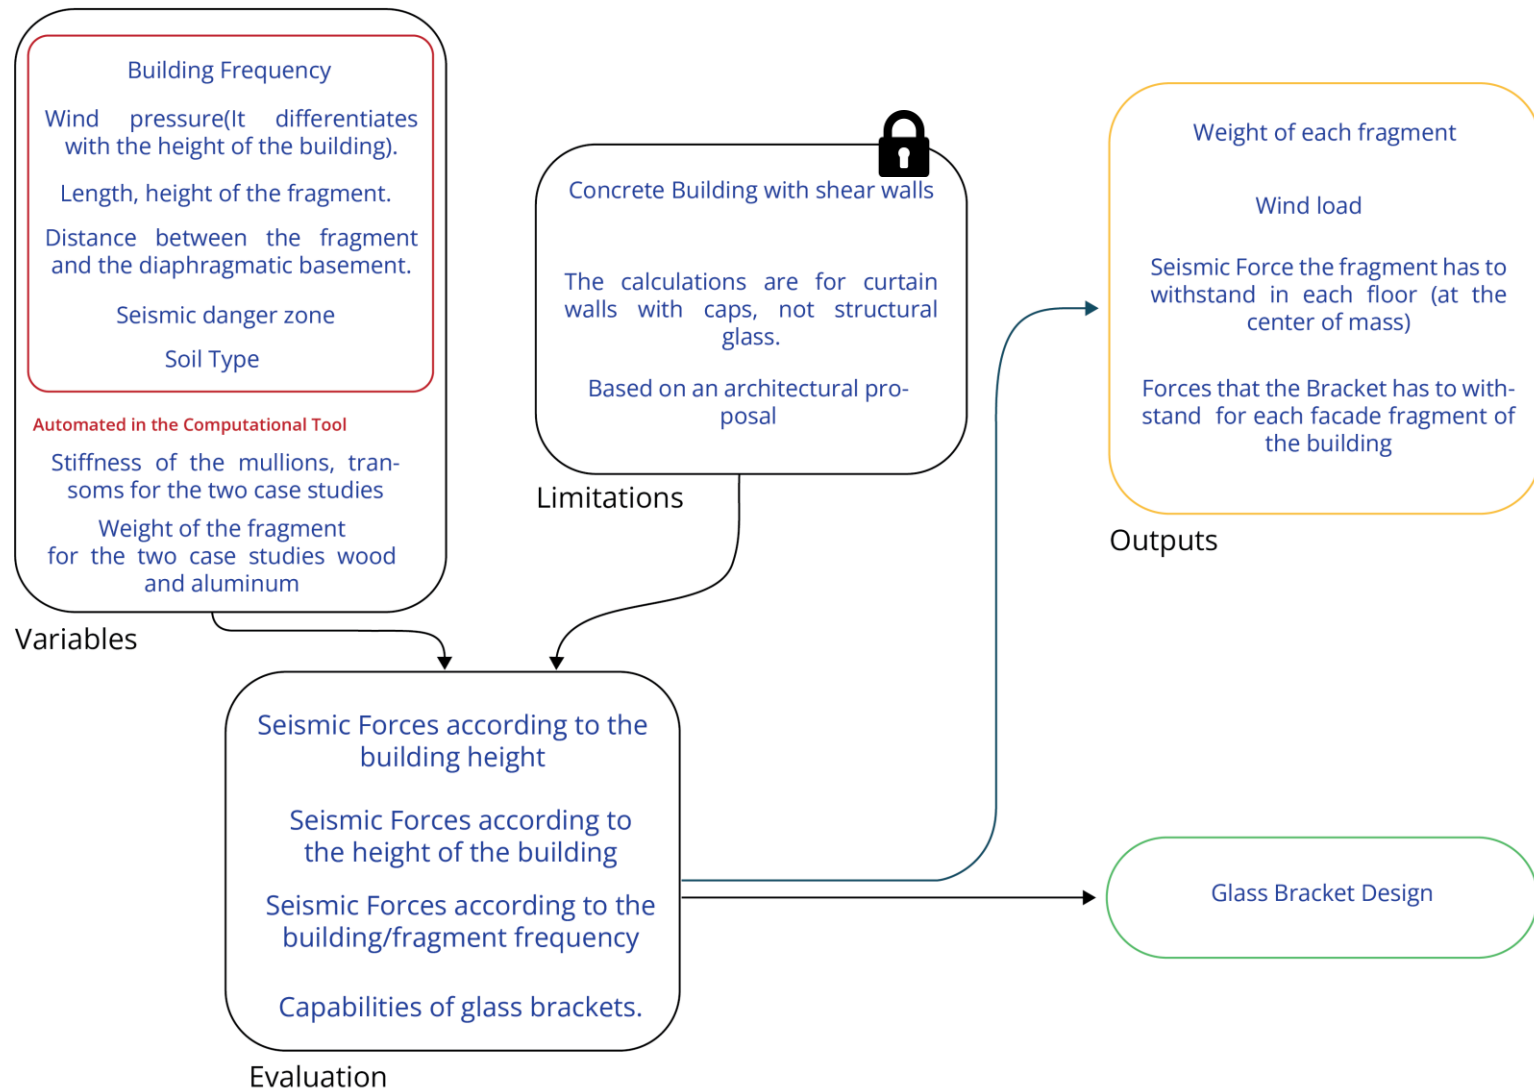 Building Frequency
Wind pressure(It differentiates
with the height of the building).
Length, height of the fragment.
Distance between the fragment
and the diaphragmatic basement.
Seismic danger zone
Soil Type
Automated in the Computational Tool
Stiffness of the mullions, tran-
soms for the two case studies
Weight of the fragment
for the two case studies wood
and aluminum
Variables
Concrete Building with shear walls
The calculations are for curtain
walls with caps, not structural
glass.
Based on an architectural pro-
posal
Limitations
Weight of each fragment
Wind load
Seismic Force the fragment has to
withstand in each floor (at the
center of mass)
Forces that the Bracket has to with-
stand for each facade fragment of
the building
Outputs
Seismic Forces according to the
building height
Seismic Forces according to
the height of the building
Seismic Forces according to the
building/fragment frequency
Capabilities of glass brackets.
Evaluation
Glass Bracket Design